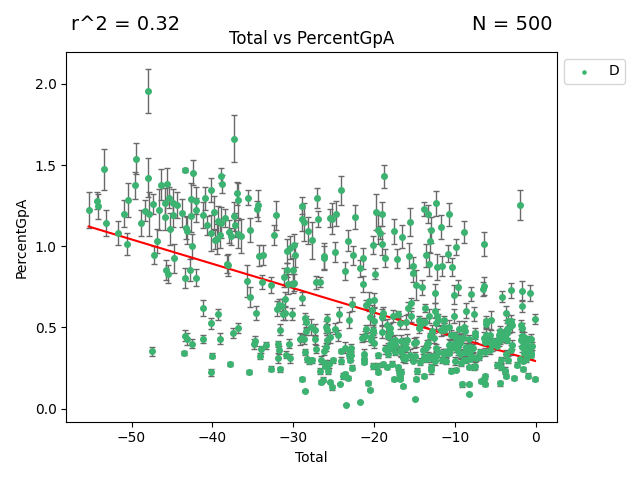 r^2 = 0.32 N = 500
Total vs PercentGpA
D
PercentGpA
2.0
1.5
1.0
0.5
0.0
−50 −40 −30 −20 −10 0
Total